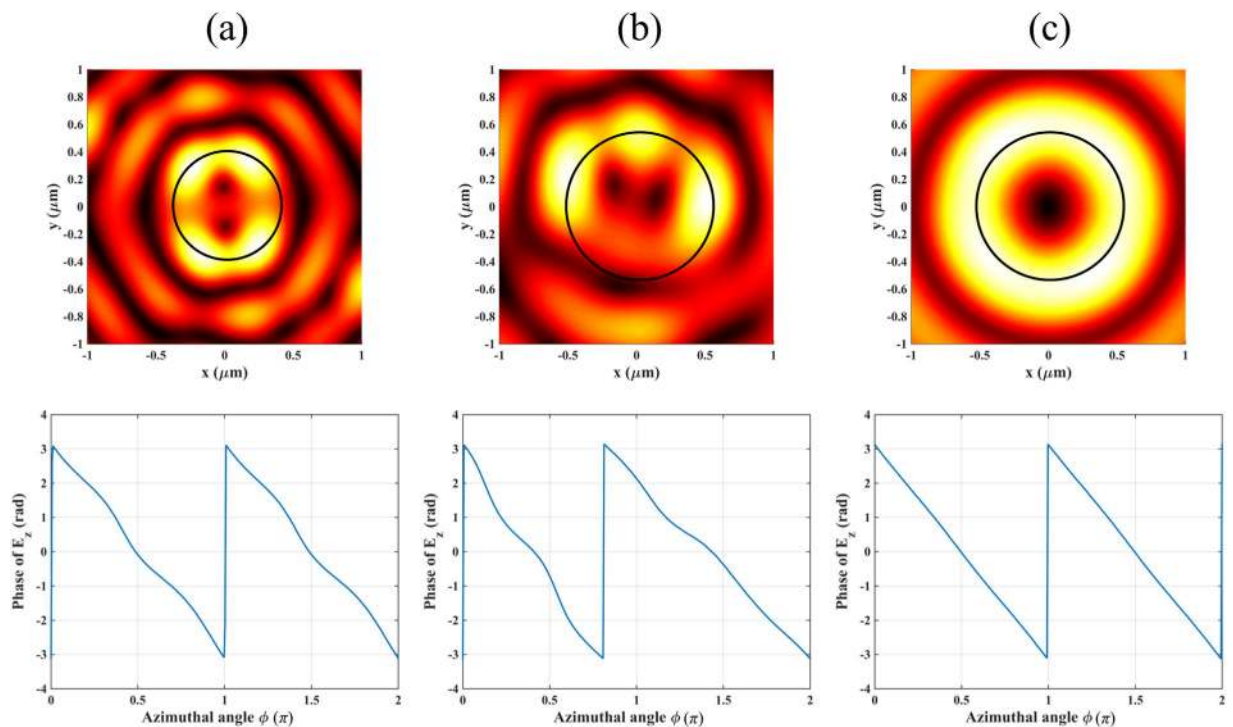 (a) (b) (c)
1 0.8 0.6 0.4 0.2 0 -0.2 -0.4 -0.6 -0.8 -1
y (μm)
-1 -0.5 0 0.5 1
x (μm)
1 0.8 0.6 0.4 0.2 0 -0.2 -0.4 -0.6 -0.8 -1
y (μm)
-1 -0.5 0 0.5 1
x (μm)
1 0.8 0.6 0.4 0.2 0 -0.2 -0.4 -0.6 -0.8 -1
y (μm)
-1 -0.5 0 0.5 1
x (μm)
4 3 2 1 0 -1 -2 -3 -4
Phase of E_z (rad)
0 0.5 1 1.5 2
Azimuthal angle ϕ (π)
4 3 2 1 0 -1 -2 -3 -4
Phase of E_z (rad)
0 0.5 1 1.5 2
Azimuthal angle ϕ (π)
4 3 2 1 0 -1 -2 -3 -4
Phase of E_z (rad)
0 0.5 1 1.5 2
Azimuthal angle ϕ (π)